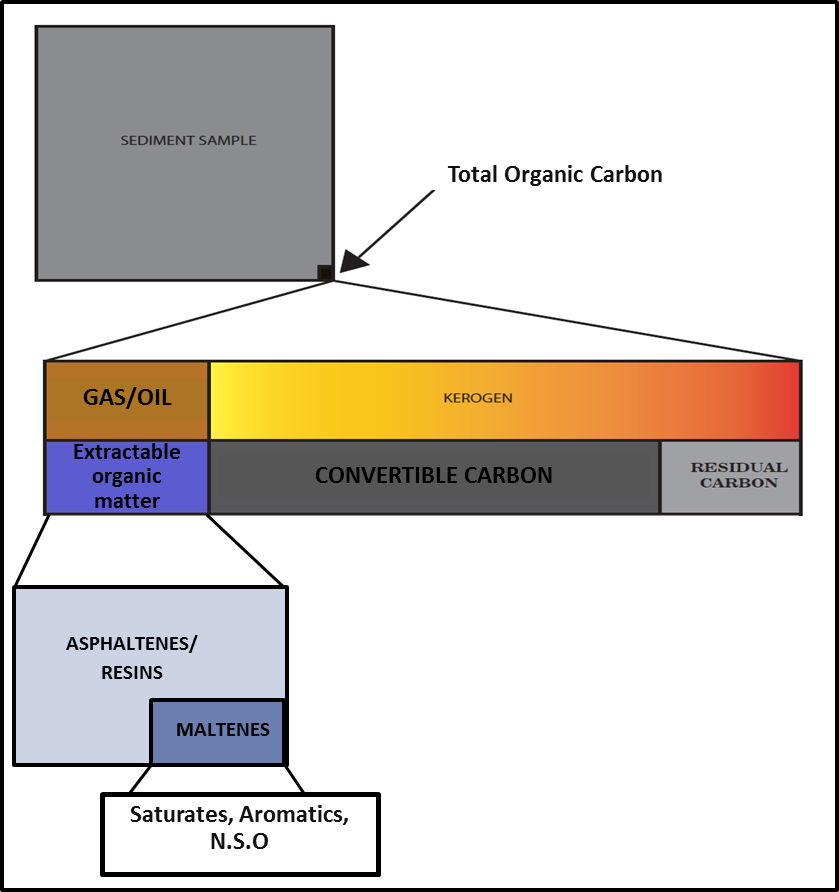 SEDIMENT SAMPLE
Total Organic Carbon
GAS/OIL
KEROGEN
Extractable
organic
matter
CONVERTIBLE CARBON
RESIDUAL
CARBON
ASPHALTENES/
RESINS
MALTENES
Saturates, Aromatics,
N.S.O